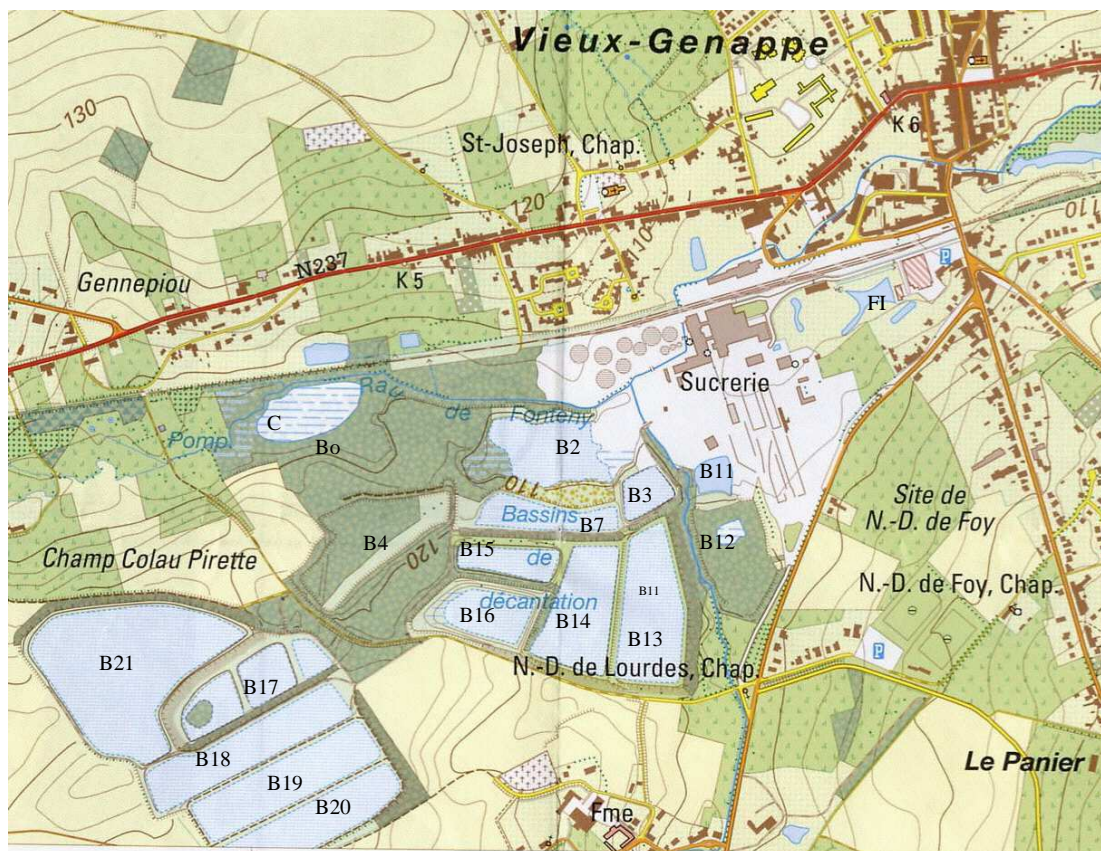 Vieux-Genappe
130
K 6
St-Joseph, Chap.
120
110
110
N237
Gennepiou
K 5
P
FI
Sucrerie
Rau
de
Fonteny
Pomp.
C
Bo
B2
110
B11
B3
Site de
N.-D. de Foy
Bassins
B7
B4
120
B12
B15
de
Champ Colau Pirette
N.-D. de Foy, Chap.
décantation
B16
B14
B11
B13
P
B21
B17
N.-D. de Lourdes, Chap.
B18
B19
B20
Le Panier
Fme